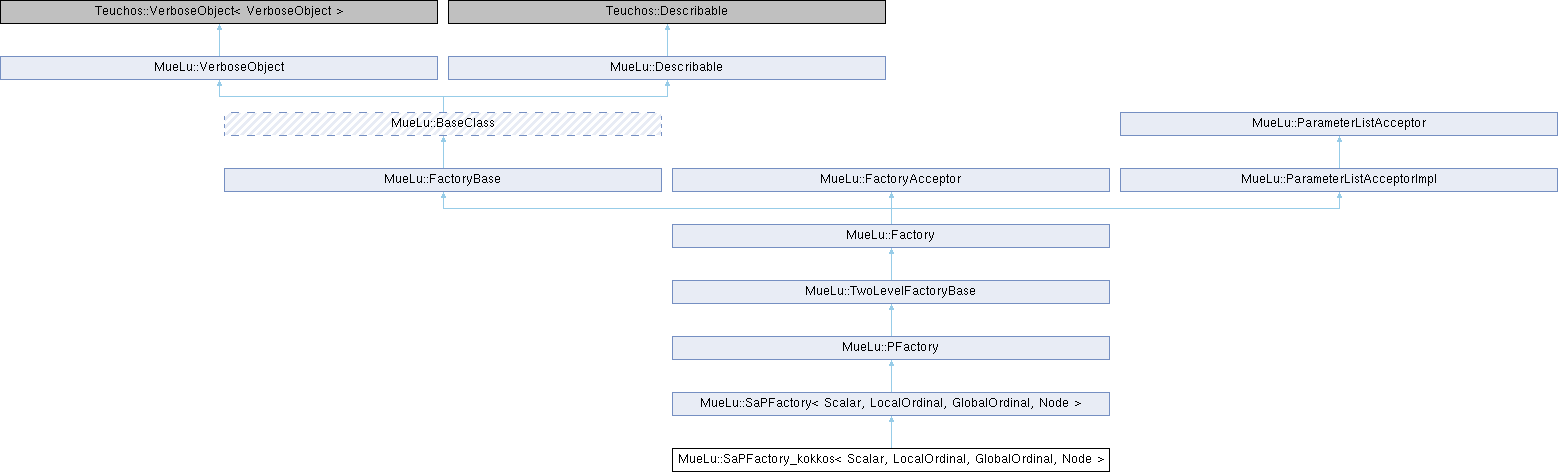 Teuchos::VerboseObject< VerboseObject >
Teuchos::Describable
MueLu::VerboseObject
MueLu::Describable
MueLu::BaseClass
MueLu::ParameterListAcceptor
MueLu::FactoryBase
MueLu::FactoryAcceptor
MueLu::ParameterListAcceptorImpl
MueLu::Factory
MueLu::TwoLevelFactoryBase
MueLu::PFactory
MueLu::SaPFactory< Scalar, LocalOrdinal, GlobalOrdinal, Node >
MueLu::SaPFactory_kokkos< Scalar, LocalOrdinal, GlobalOrdinal, Node >